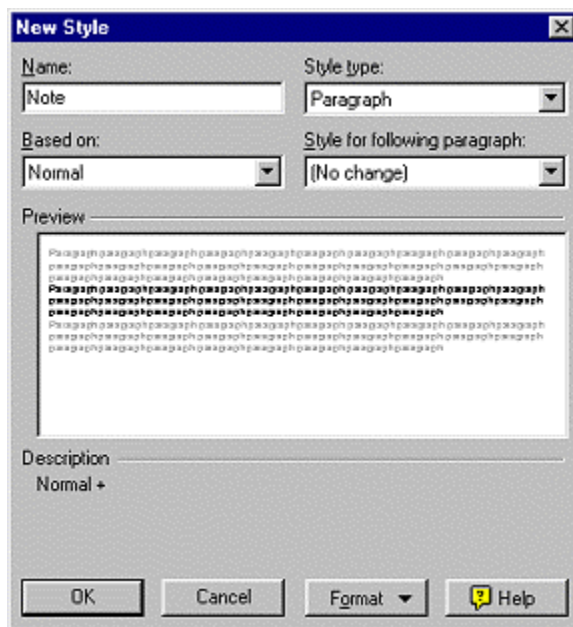 New Style
Name: Style type:
Note Paragraph
Based on: Style for following paragraph:
Normal (No change)
Preview
Description
Normal +
OK Cancel Format Help